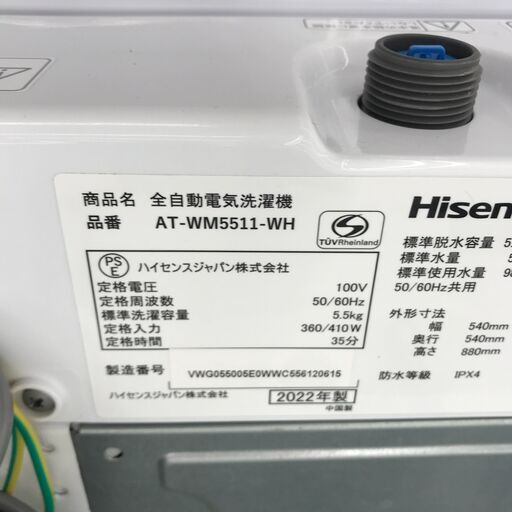 商品名 全自動電気洗濯機
品番 AT-WM5511-WH
TÜVRheinland
PS
E
ハイセンスジャパン株式会社
定格電圧 100V
定格周波数 50/60Hz
標準洗濯容量 5.5kg
定格入力 360/410W
定格時間 35分
製造番号 VWG055005E0WWC556120615
ハイセンスジャパン株式会社
2022年製
中国製
Hisen
標準脱水容量 5
標準水量 5
標準使用水量 98
50/60Hz共用
外形寸法
幅 540mm
奥行 540mm
高さ 880mm
防水等級 IPX4